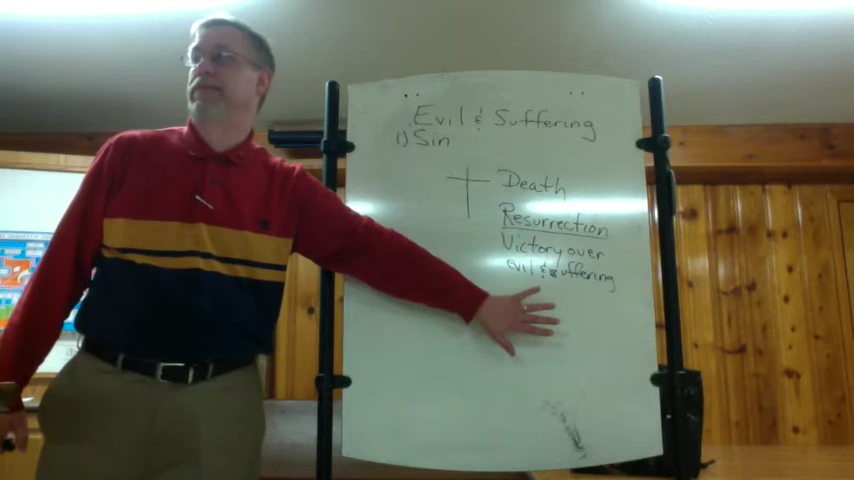 Evil & Suffering
1) Sin
Death
Resurrection
Victory over
evil & suffering